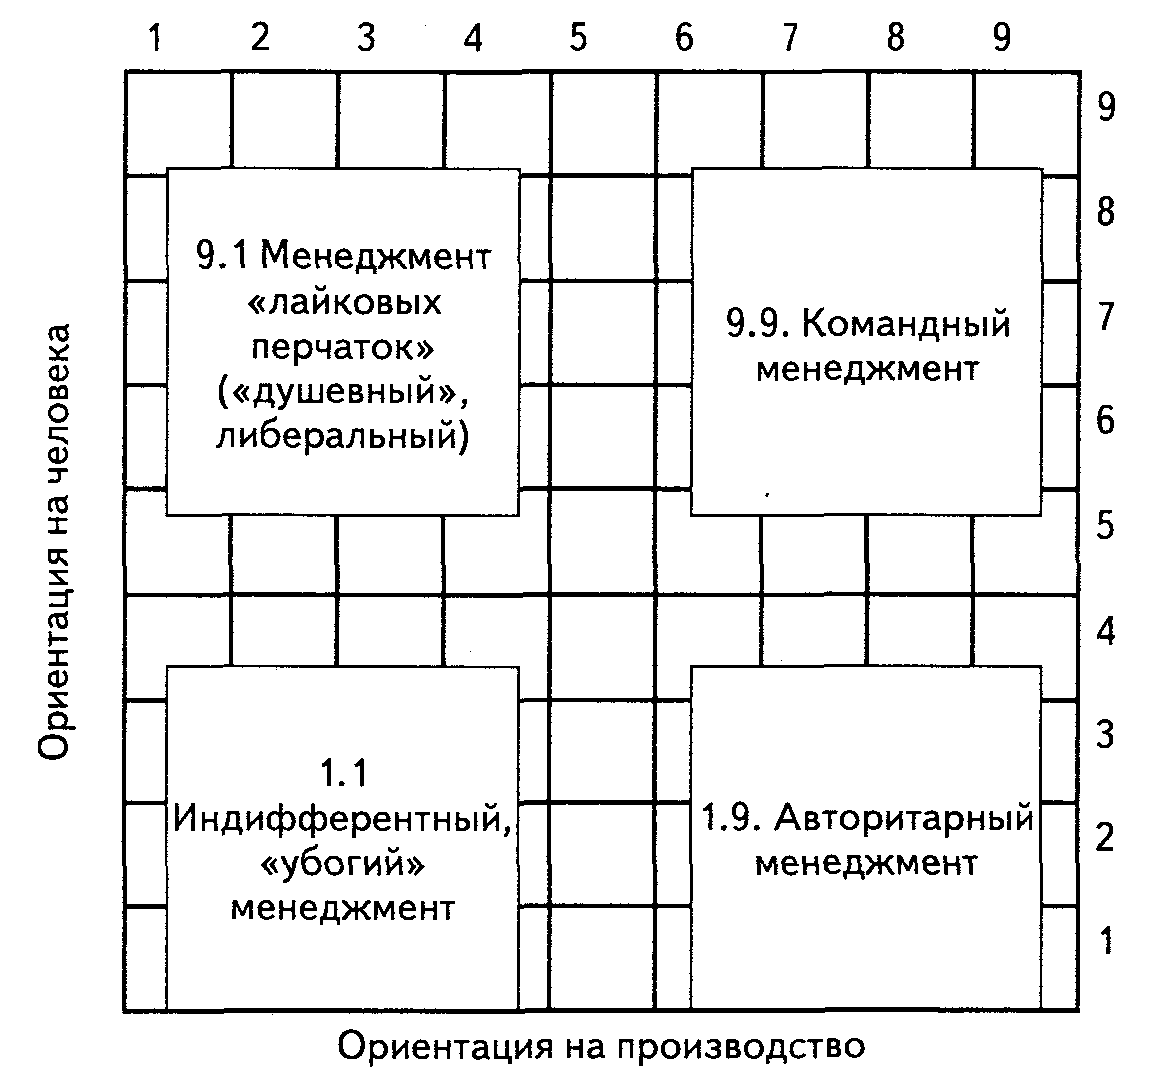 1 2 3 4 5 6 7 8 9
9
8
7
6
5
4
3
2
1
Ориентация на человека
9.1 Менеджмент
«лайковых
перчаток»
(«душевный»,
либеральный)
9.9. Командный
менеджмент
1.1
Индифферентный,
«убогий»
менеджмент
1.9. Авторитарный
менеджмент
Ориентация на производство